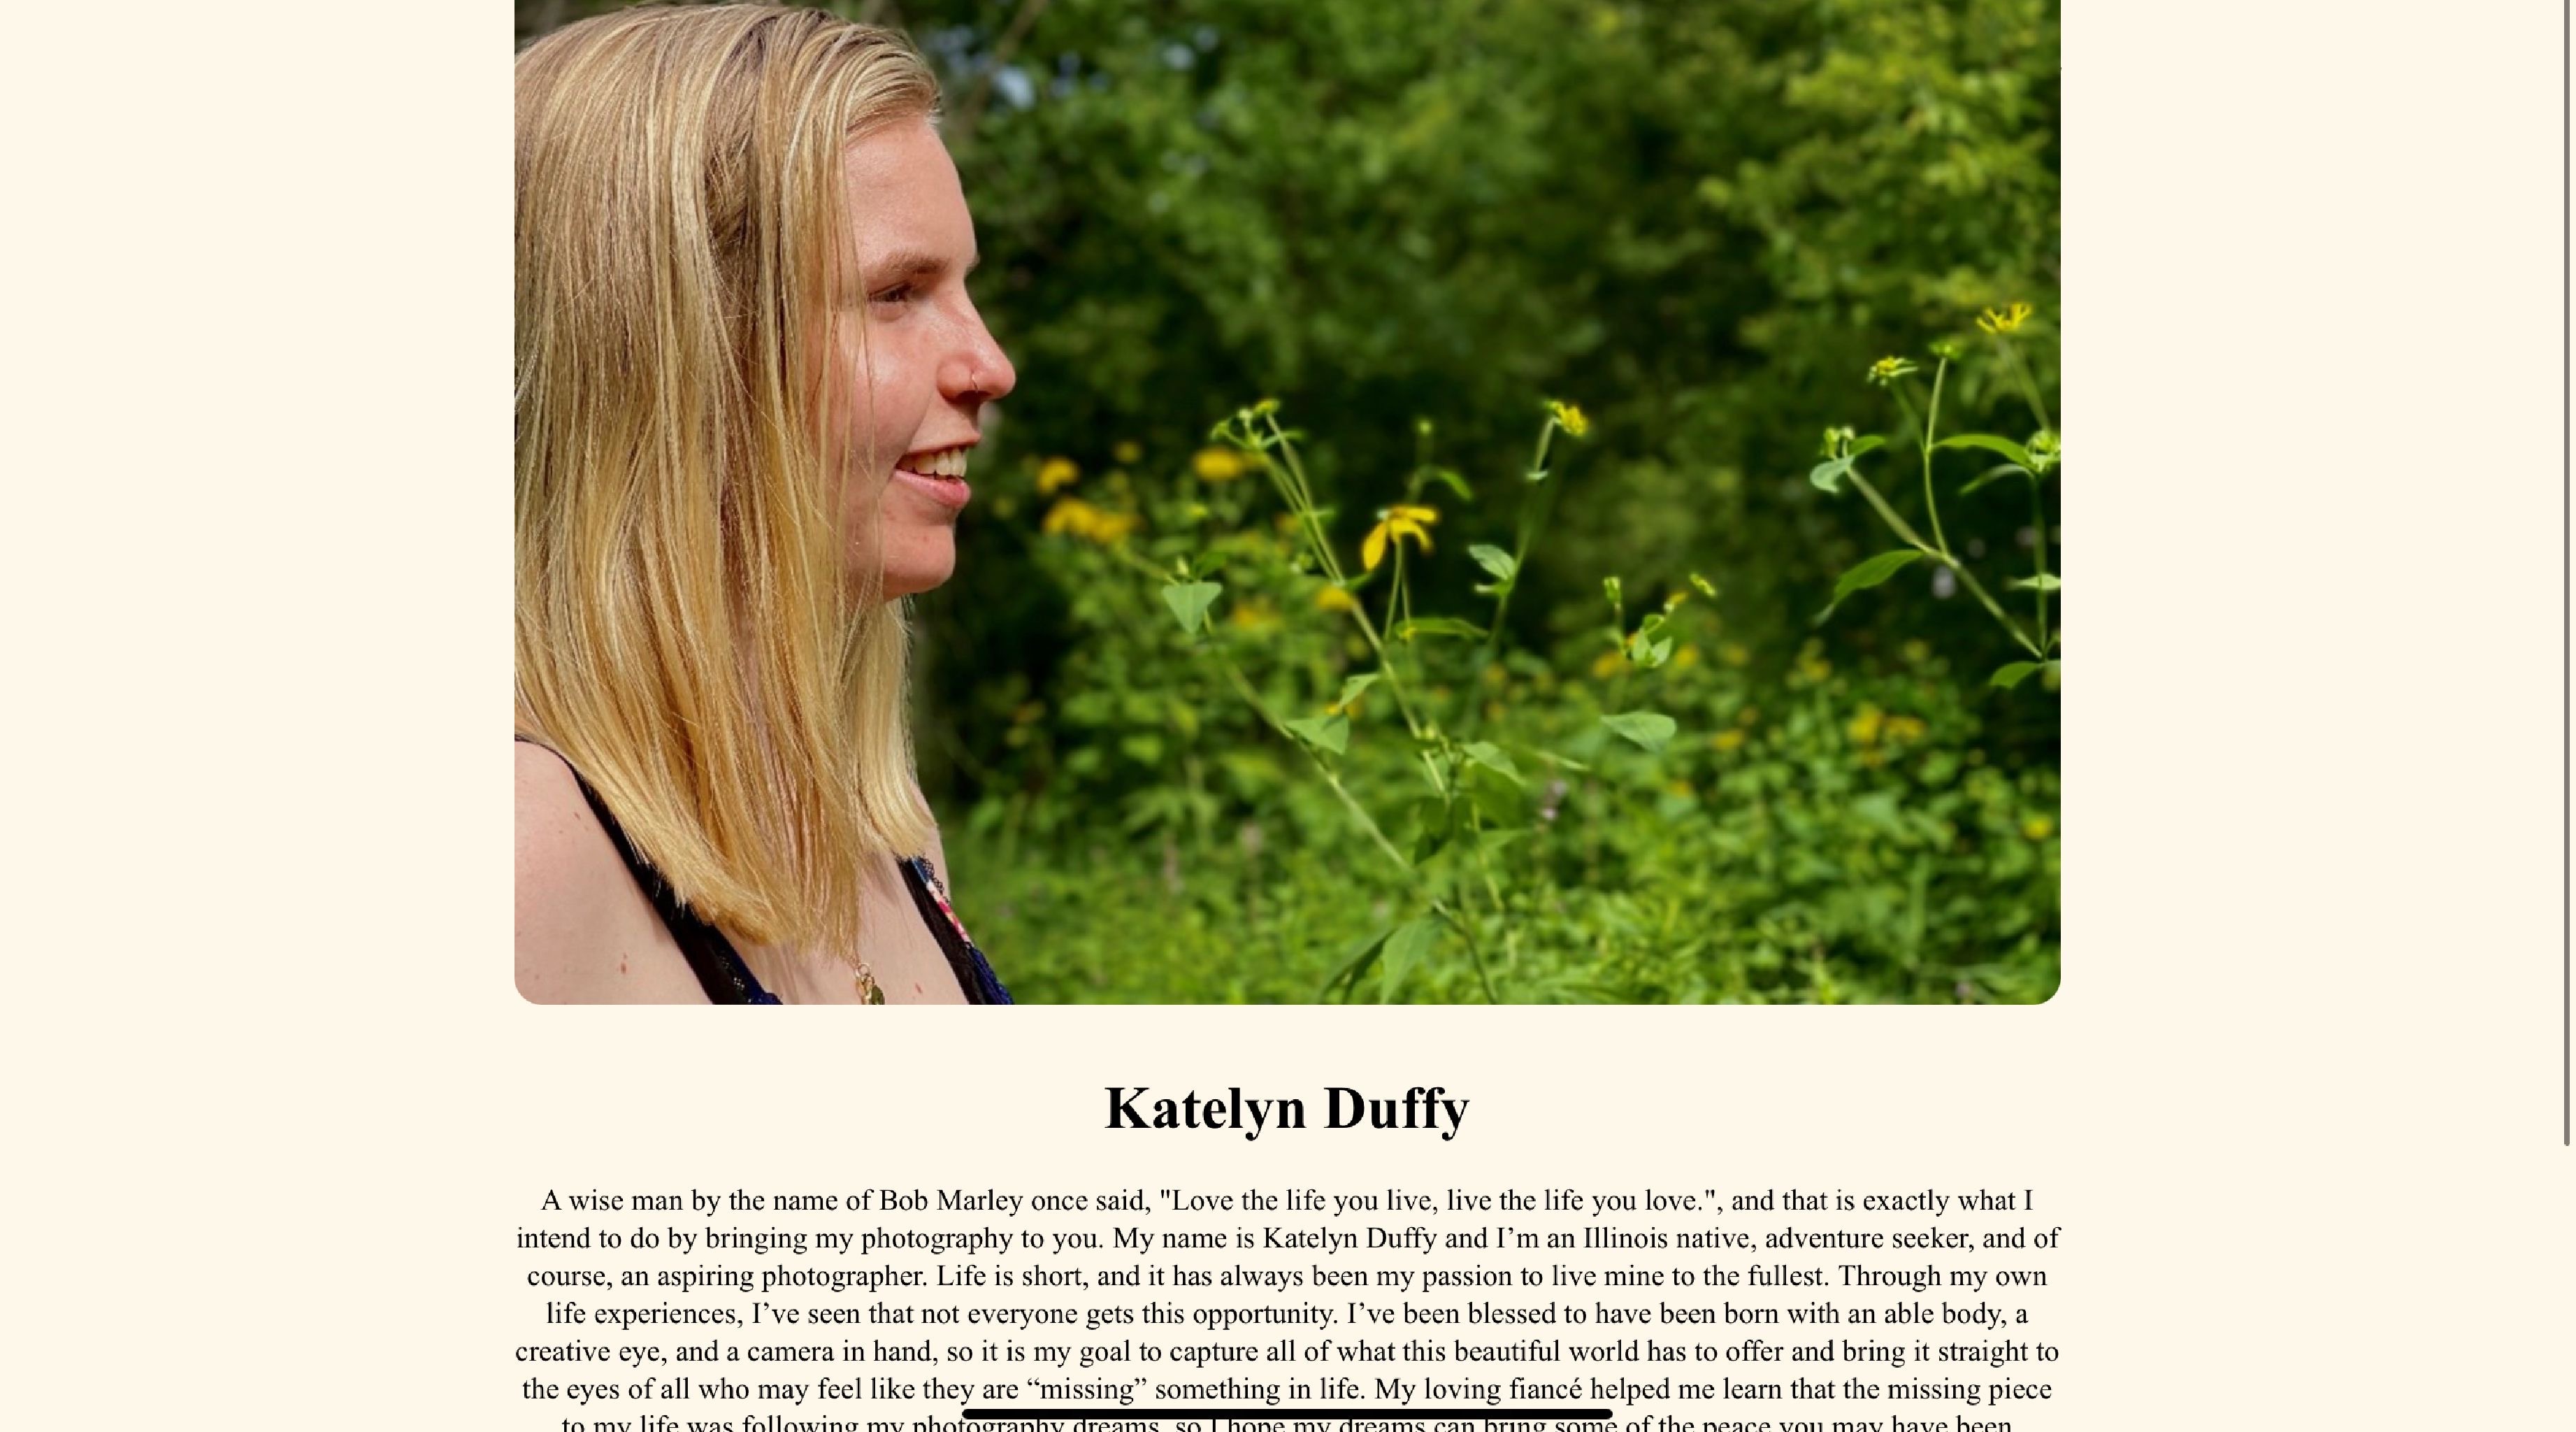 Katelyn Duffy
A wise man by the name of Bob Marley once said, "Love the life you live, live the life you love.", and that is exactly what I
intend to do by bringing my photography to you. My name is Katelyn Duffy and I’m an Illinois native, adventure seeker, and of
course, an aspiring photographer. Life is short, and it has always been my passion to live mine to the fullest. Through my own
life experiences, I’ve seen that not everyone gets this opportunity. I’ve been blessed to have been born with an able body, a
creative eye, and a camera in hand, so it is my goal to capture all of what this beautiful world has to offer and bring it straight to
the eyes of all who may feel like they are “missing” something in life. My loving fiancé helped me learn that the missing piece
to my life was following my photography dreams, so I hope my dreams can bring some of the peace you may have been